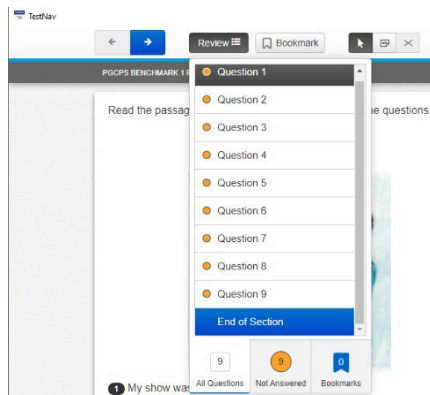 TestNav
Review Bookmark
PGCPS BENCHMARK 1
Question 1
Read the passag e questions
Question 2
Question 3
Question 4
Question 5
Question 6
Question 7
Question 8
Question 9
End of Section
9 9 0
All Questions Not Answered Bookmarks
1 My show was